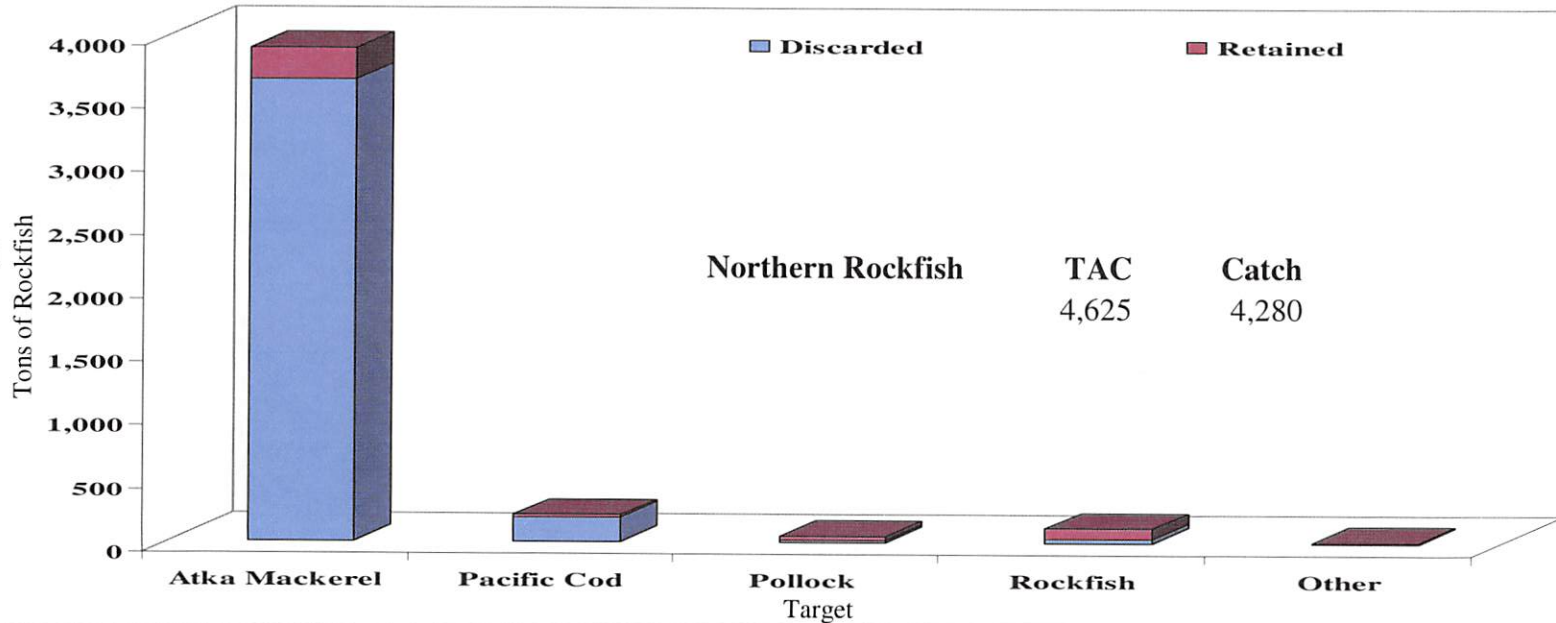 4,000
Discarded
Retained
3,500
3,000
2,500
Northern Rockfish TAC Catch
2,000
4,625 4,280
1,500
1,000
500
0
Tons of Rockfish
Atka Mackerel Pacific Cod Pollock Rockfish Other
Target